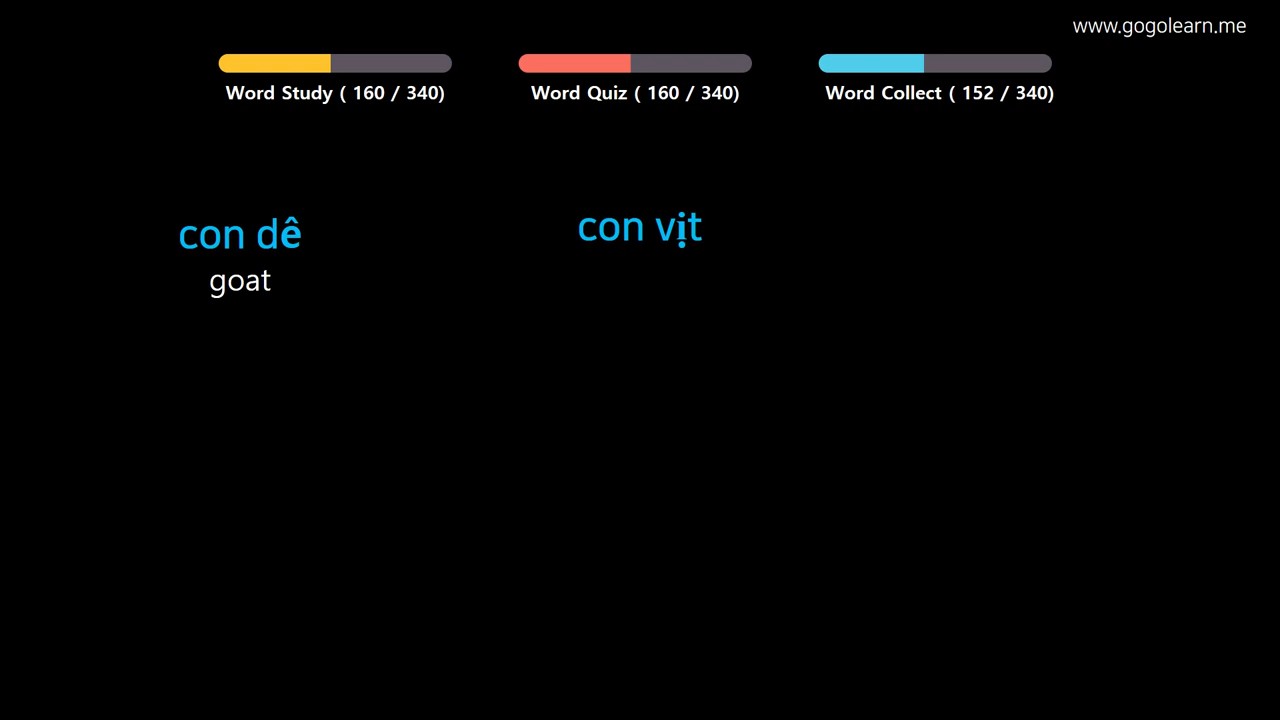 www.gogolearn.me
Word Study ( 160 / 340)
Word Quiz ( 160 / 340)
Word Collect ( 152 / 340)
con dê
goat
con vịt